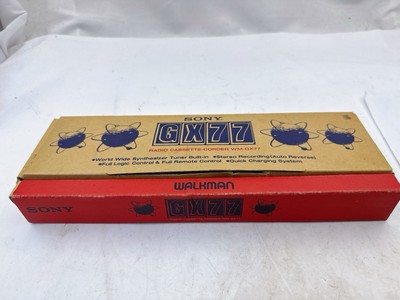 SONY
GX77
RADIO CASSETTE-CORDER WM-GX77
●World Wide Synthesizer Tuner Built-in ●Stereo Recording (Auto Reverse)
●Full Logic Control & Full Remote Control ●Quick Charging System
WALKMAN
SONY
GX77